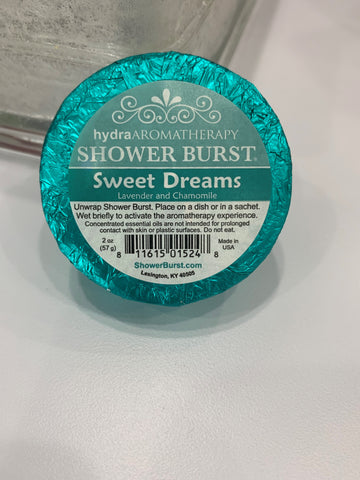 hydraAROMATHERAPY
SHOWER BURST®
Sweet Dreams
Lavender and Chamomile
Unwrap Shower Burst. Place on a dish or in a sachet.
Wet briefly to activate the aromatherapy experience.
Concentrated essential oils are not intended for prolonged
contact with skin or plastic surfaces. Do not eat.
2 oz
(57 g)
Made in
USA
8 11615 01524 8
ShowerBurst.com
Lexington, KY 40505